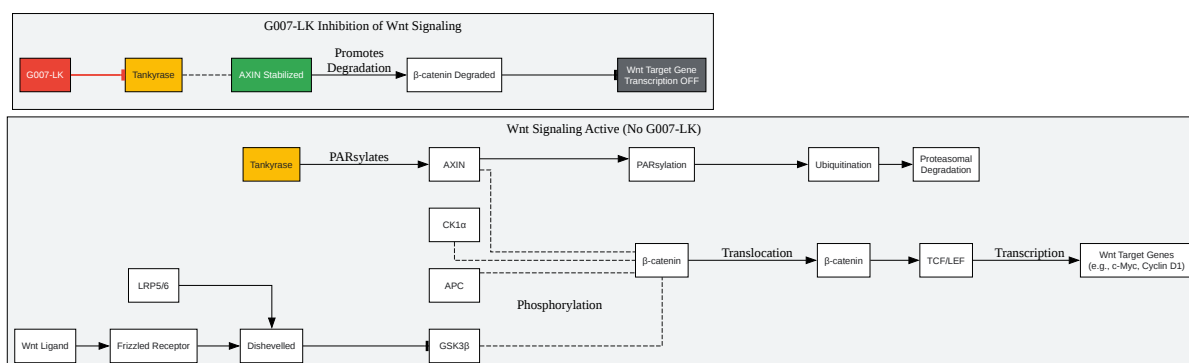 G007-LK Inhibition of Wnt Signaling
G007-LK
Tankyrase
AXIN Stabilized
Promotes
Degradation
β-catenin Degraded
Wnt Target Gene
Transcription OFF
Wnt Signaling Active (No G007-LK)
Tankyrase
PARsylates
AXIN
PARsylation
Ubiquitination
Proteasomal
Degradation
CK1α
β-catenin
Translocation
β-catenin
TCF/LEF
Transcription
Wnt Target Genes
(e.g., c-Myc, Cyclin D1)
LRP5/6
APC
Phosphorylation
Wnt Ligand
Frizzled Receptor
Dishevelled
GSK3β